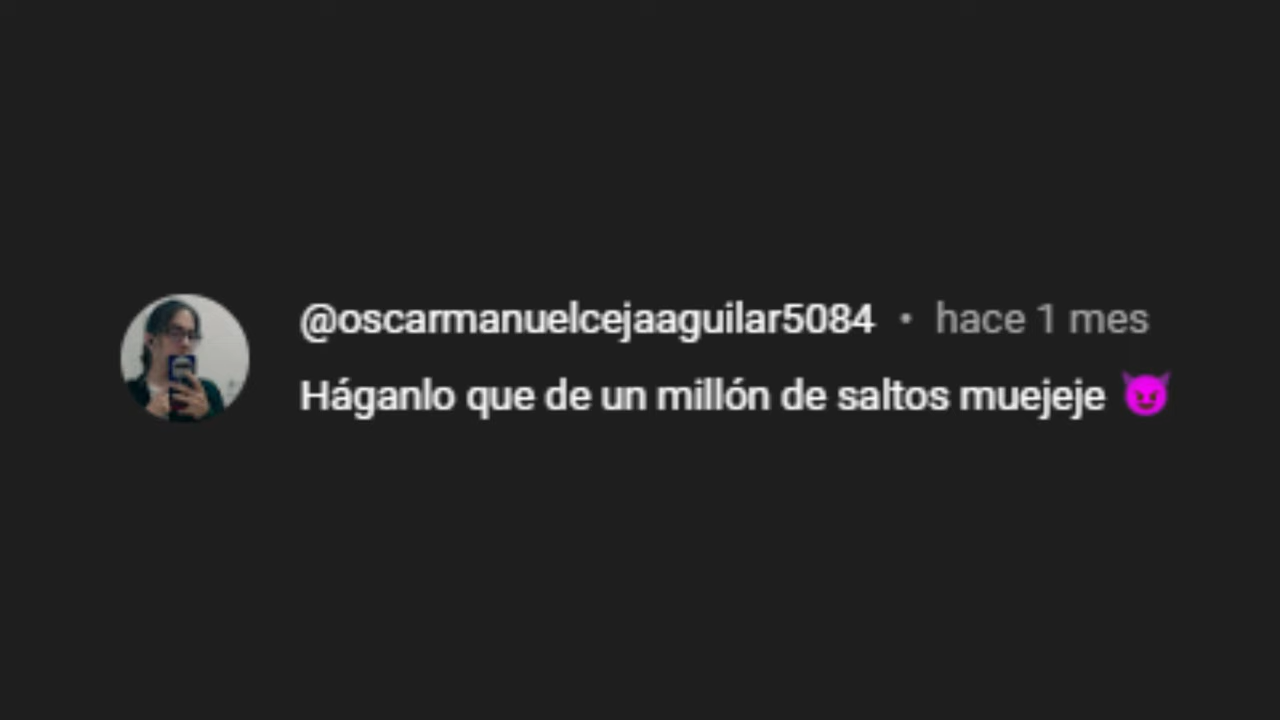 @oscarmanuelcejaaguilar5084 • hace 1 mes
Háganlo que de un millón de saltos muejeje 😈